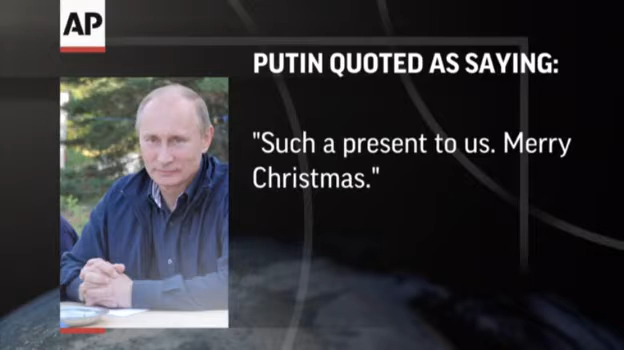 AP
PUTIN QUOTED AS SAYING:
"Such a present to us. Merry
Christmas."